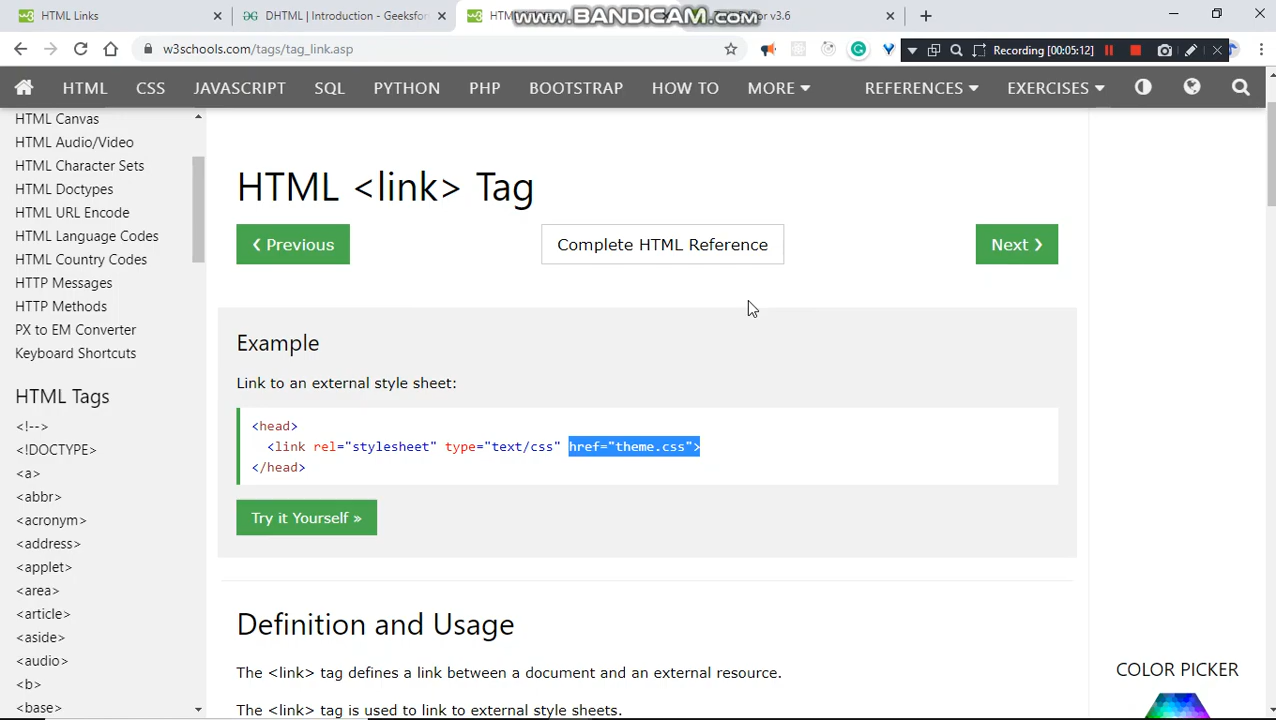 HTML Links
DHTML | Introduction - Geeksfor
HTML
www.BANDICAM.com
or v3.6
w3schools.com/tags/tag_link.asp
Recording [00:05:12]
HTML CSS JAVASCRIPT SQL PYTHON PHP BOOTSTRAP HOW TO MORE REFERENCES EXERCISES
HTML Canvas
HTML Audio/Video
HTML Character Sets
HTML Doctypes
HTML URL Encode
HTML Language Codes
HTML Country Codes
HTTP Messages
HTTP Methods
PX to EM Converter
Keyboard Shortcuts
HTML Tags
<!-->
<!DOCTYPE>
<a>
<abbr>
<acronym>
<address>
<applet>
<area>
<article>
<aside>
<audio>
<b>
<base>
HTML <link> Tag
❮ Previous
Complete HTML Reference
Next ❯
Example
Link to an external style sheet:
<head>
<link rel="stylesheet" type="text/css" href="theme.css">
</head>
Try it Yourself »
Definition and Usage
The <link> tag defines a link between a document and an external resource.
The <link> tag is used to link to external style sheets.
COLOR PICKER